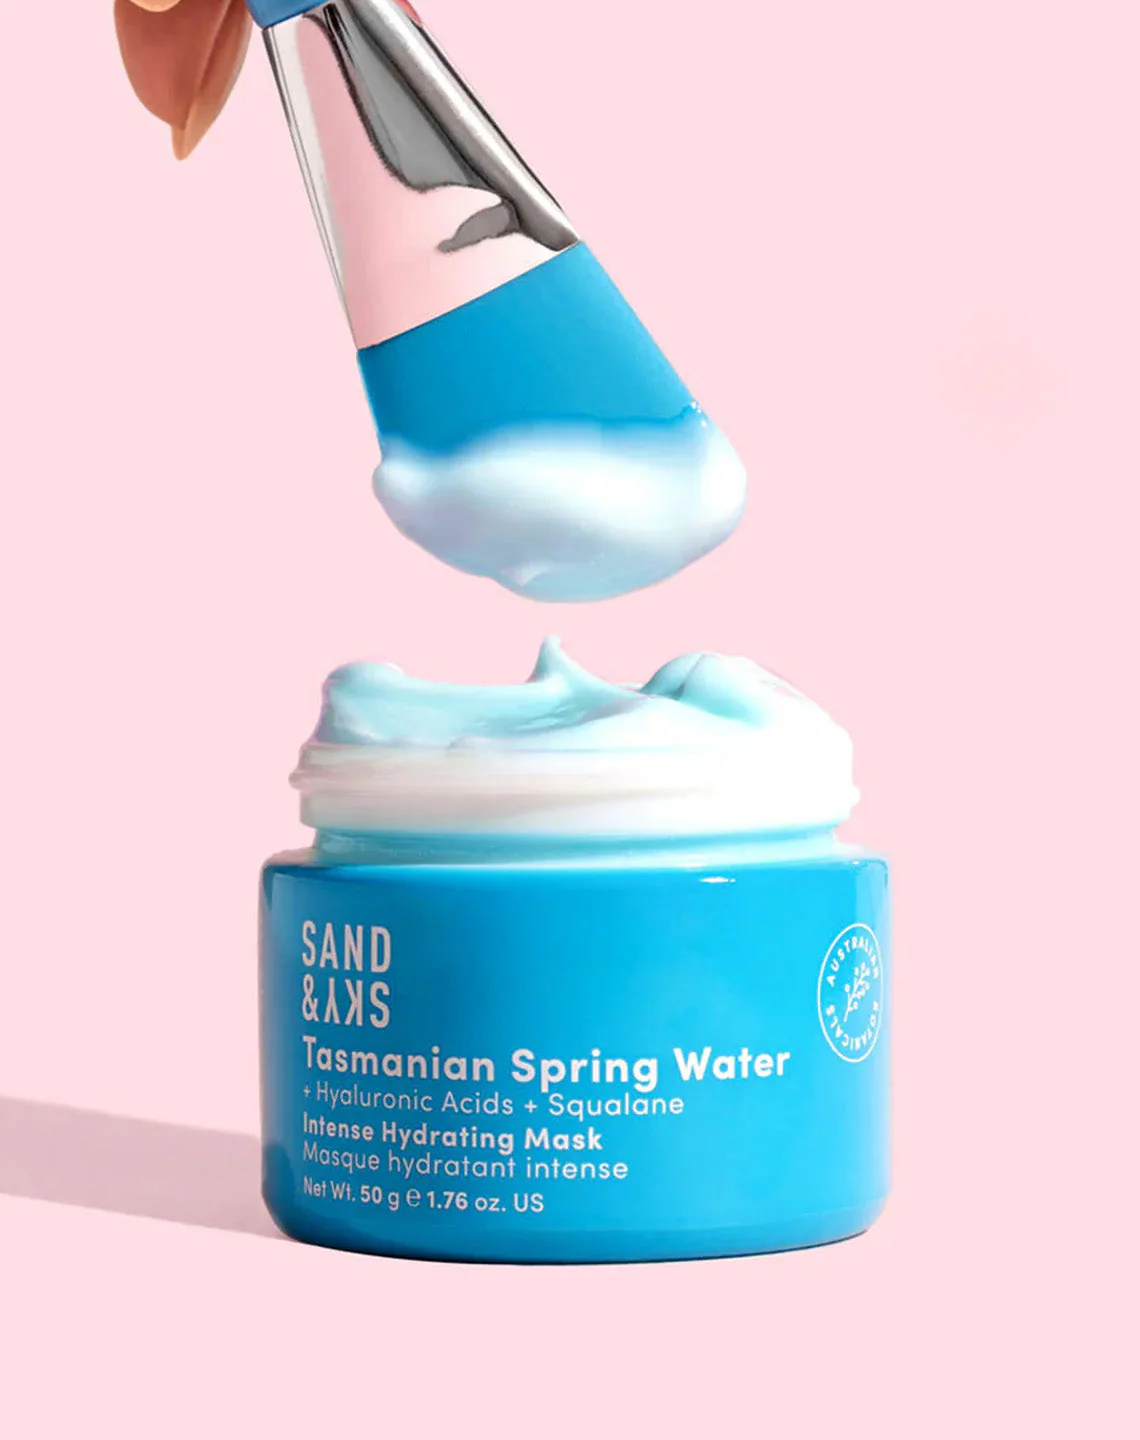 SAND
& SKY
Tasmanian Spring Water
+ Hyaluronic Acids + Squalane
Intense Hydrating Mask
Masque hydratant intense
Net Wt. 50 g e 1.76 oz. US
AUSTRALIAN BOTANICALS